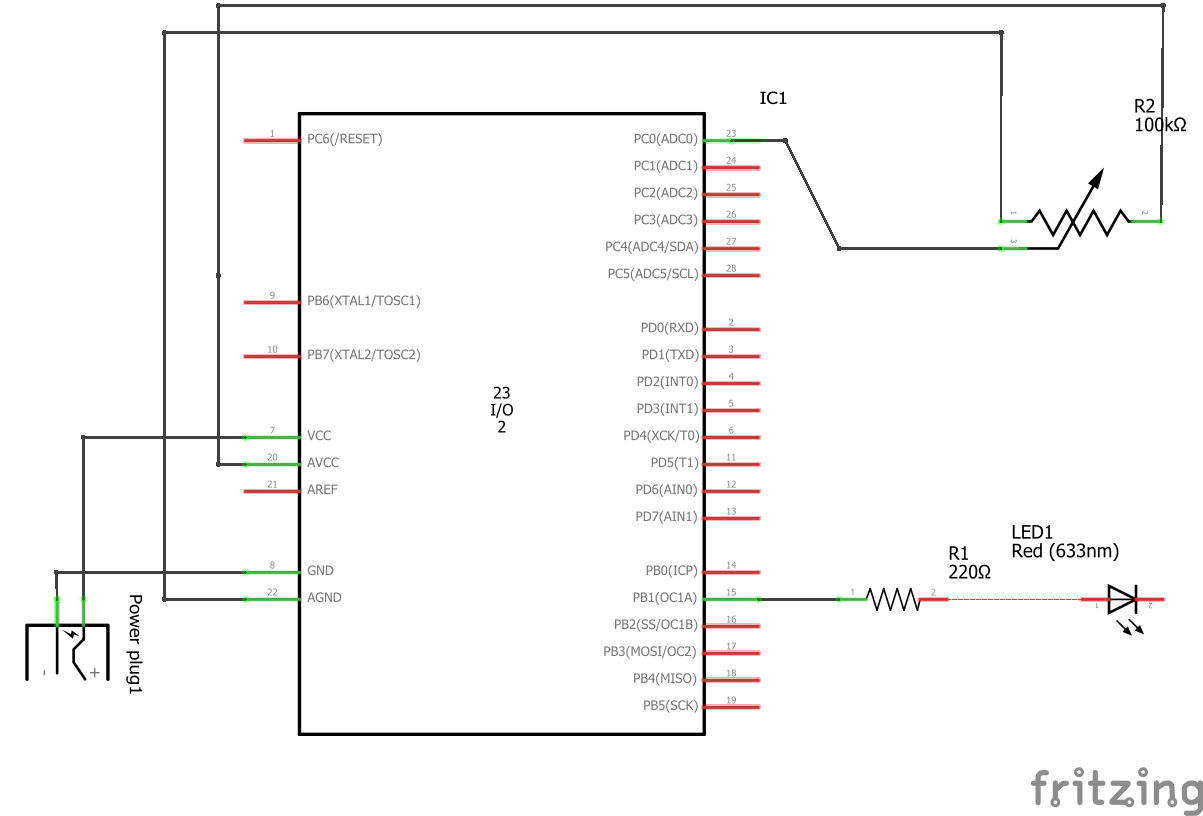 IC1
R2
100kΩ
1
PC6(/RESET)
PC0(ADC0)
23
PC1(ADC1)
24
PC2(ADC2)
25
PC3(ADC3)
26
PC4(ADC4/SDA)
27
PC5(ADC5/SCL)
28
1
2
3
9
PB6(XTAL1/TOSC1)
10
PB7(XTAL2/TOSC2)
PD0(RXD)
2
PD1(TXD)
3
PD2(INT0)
4
PD3(INT1)
5
PD4(XCK/T0)
6
PD5(T1)
11
PD6(AIN0)
12
PD7(AIN1)
13
23
I/O
2
7
VCC
20
AVCC
21
AREF
8
GND
22
AGND
PB0(ICP)
14
PB1(OC1A)
15
PB2(SS/OC1B)
16
PB3(MOSI/OC2)
17
PB4(MISO)
18
PB5(SCK)
19
R1
220Ω
1
2
LED1
Red (633nm)
1
2
Power plug1
-
+
fritzing